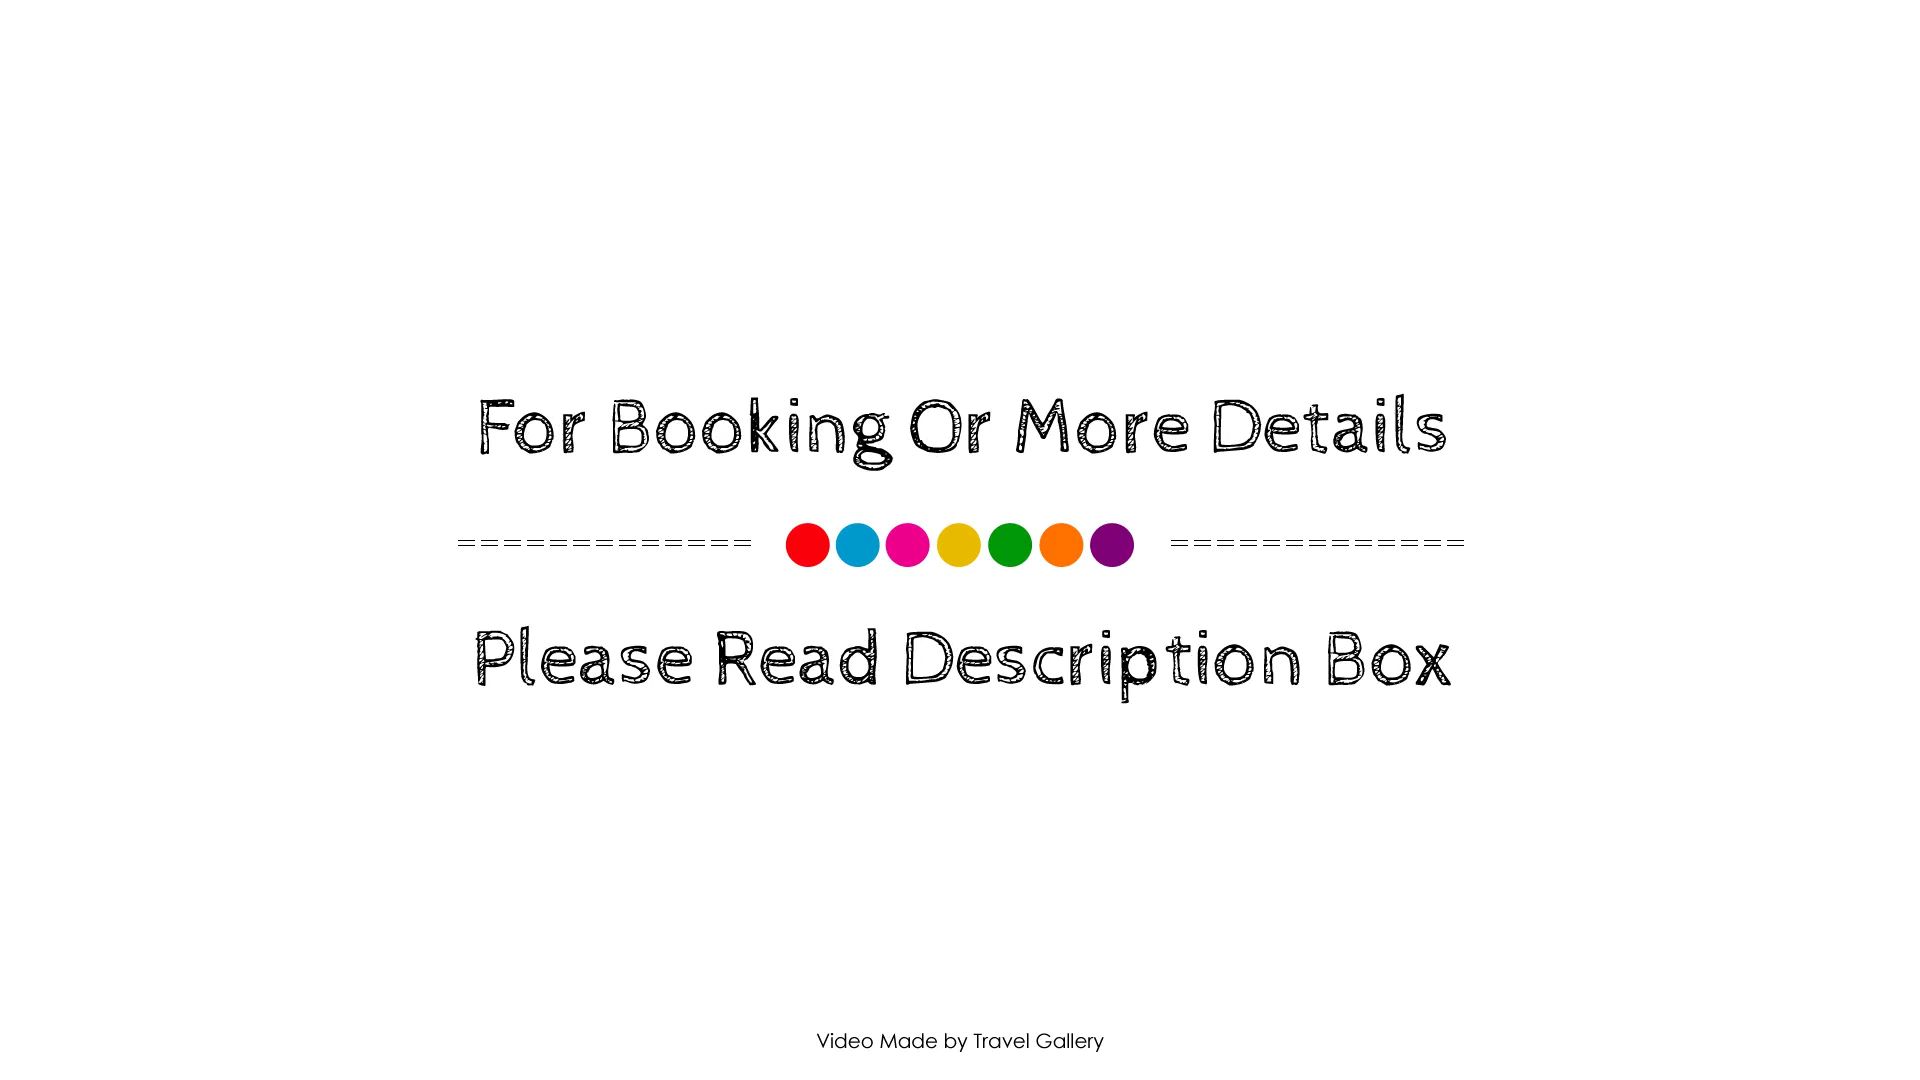 For Booking Or More Details
============= =============
Please Read Description Box
Video Made by Travel Gallery